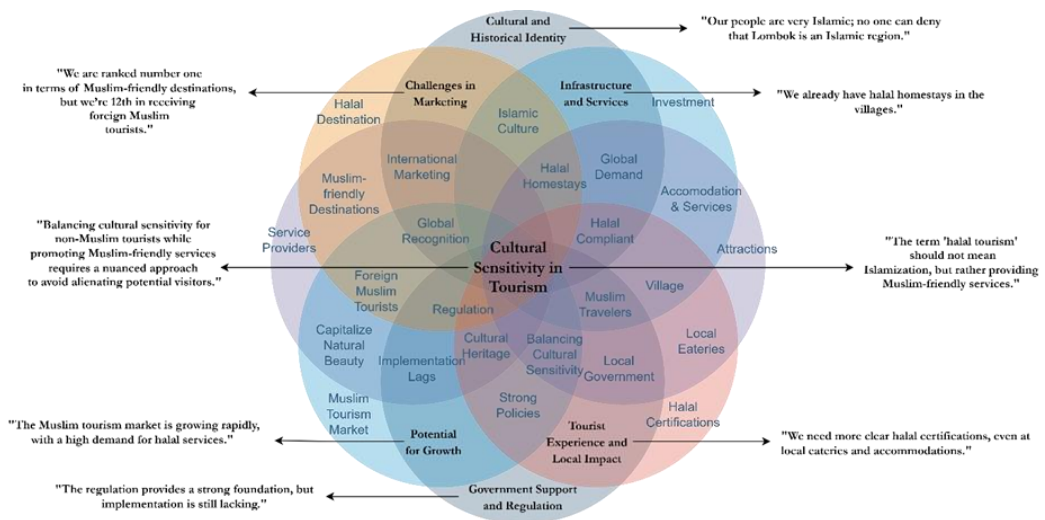 Cultural and
Historical Identity
"Our people are very Islamic; no one can deny
that Lombok is an Islamic region."
"We are ranked number one
in terms of Muslim-friendly destinations,
but we're 12th in receiving
foreign Muslim
tourists."
Challenges in
Marketing
Infrastructure
and Services
"We already have halal homestays in the
villages."
Halal
Destination
Islamic
Culture
Investment
International
Marketing
Halal
Homestays
Global
Demand
Muslim-
friendly
Destinations
Accomodation
& Services
"Balancing cultural sensitivity for
non-Muslim tourists while
promoting Muslim-friendly services
requires a nuanced approach
to avoid alienating potential visitors."
Service
Providers
Global
Recognition
Halal
Compliant
Attractions
Cultural
Sensitivity in
Tourism
"The term 'halal tourism'
should not mean
Islamization, but rather providing
Muslim-friendly services."
Foreign
Muslim
Tourists
Regulation
Muslim
Travelers
Village
Capitalize
Natural
Beauty
Implementation
Lags
Cultural
Heritage
Balancing
Cultural
Sensitivity
Local
Government
Local
Eateries
Muslim
Tourism
Market
Strong
Policies
Halal
Certifications
"The Muslim tourism market is growing rapidly,
with a high demand for halal services."
Potential
for Growth
Tourist
Experience and
Local Impact
"We need more clear halal certifications, even at
local eateries and accommodations."
"The regulation provides a strong foundation, but
implementation is still lacking."
Government Support
and Regulation